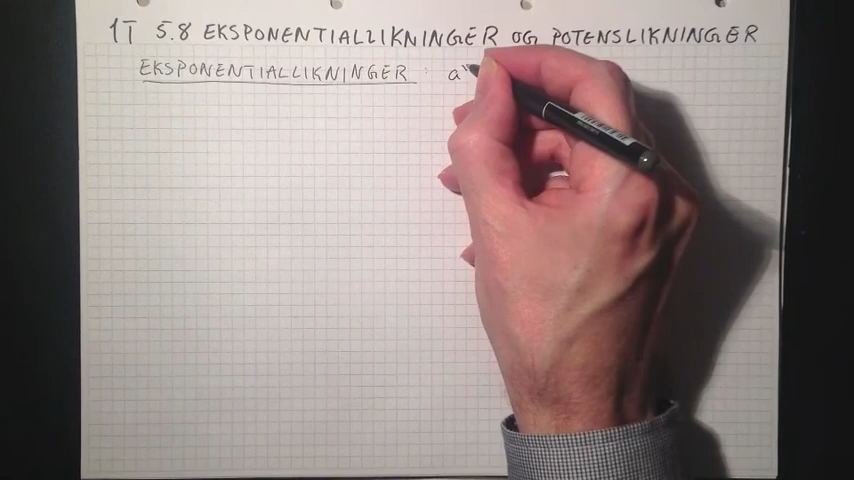 1T 5.8 EKSPONENTIALLIKNINGER OG POTENSLIKNINGER
EKSPONENTIALLIKNINGER : a